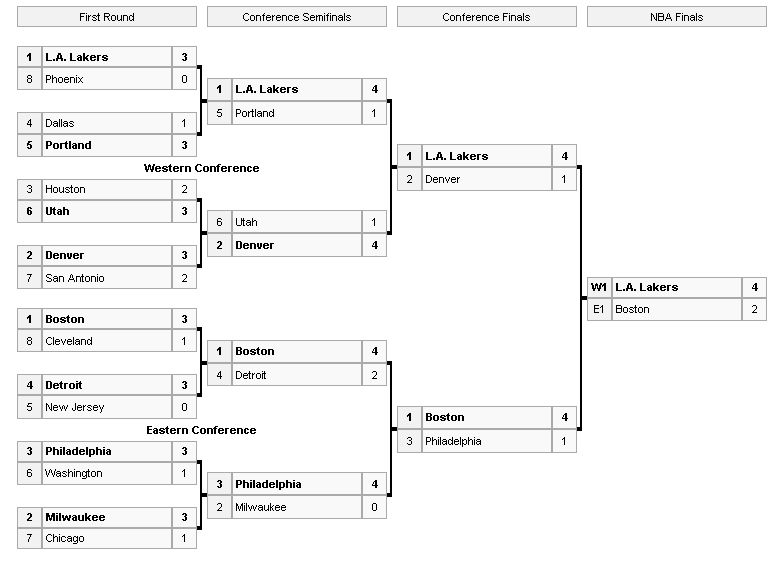 First Round Conference Semifinals Conference Finals NBA Finals
1 L.A. Lakers 3
8 Phoenix 0
1 L.A. Lakers 4
5 Portland 1
4 Dallas 1
5 Portland 3
1 L.A. Lakers 4
2 Denver 1
Western Conference
3 Houston 2
6 Utah 3
6 Utah 1
2 Denver 4
2 Denver 3
7 San Antonio 2
W1 L.A. Lakers 4
E1 Boston 2
1 Boston 3
8 Cleveland 1
1 Boston 4
4 Detroit 2
4 Detroit 3
5 New Jersey 0
1 Boston 4
3 Philadelphia 1
Eastern Conference
3 Philadelphia 3
6 Washington 1
3 Philadelphia 4
2 Milwaukee 0
2 Milwaukee 3
7 Chicago 1